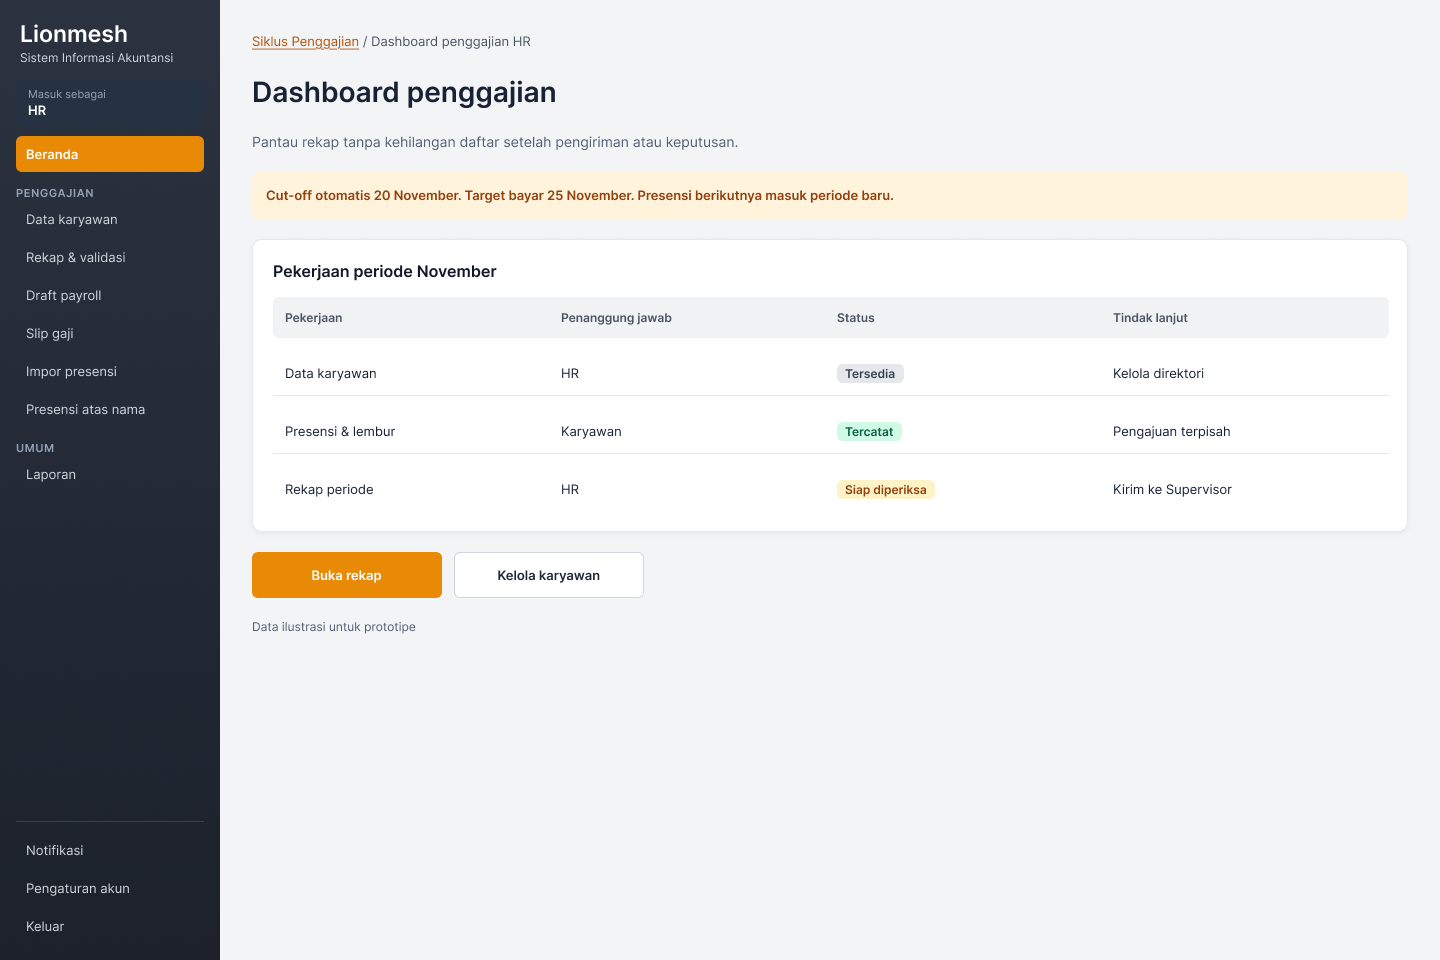 Lionmesh
Sistem Informasi Akuntansi
Masuk sebagai
HR
Beranda
PENGGAJIAN
Data karyawan
Rekap & validasi
Draft payroll
Slip gaji
Impor presensi
Presensi atas nama
UMUM
Laporan
Notifikasi
Pengaturan akun
Keluar
Siklus Penggajian / Dashboard penggajian HR
Dashboard penggajian
Pantau rekap tanpa kehilangan daftar setelah pengiriman atau keputusan.
Cut-off otomatis 20 November. Target bayar 25 November. Presensi berikutnya masuk periode baru.
Pekerjaan periode November
Pekerjaan Penanggung jawab Status Tindak lanjut
Data karyawan HR Tersedia Kelola direktori
Presensi & lembur Karyawan Tercatat Pengajuan terpisah
Rekap periode HR Siap diperiksa Kirim ke Supervisor
Buka rekap Kelola karyawan
Data ilustrasi untuk prototipe